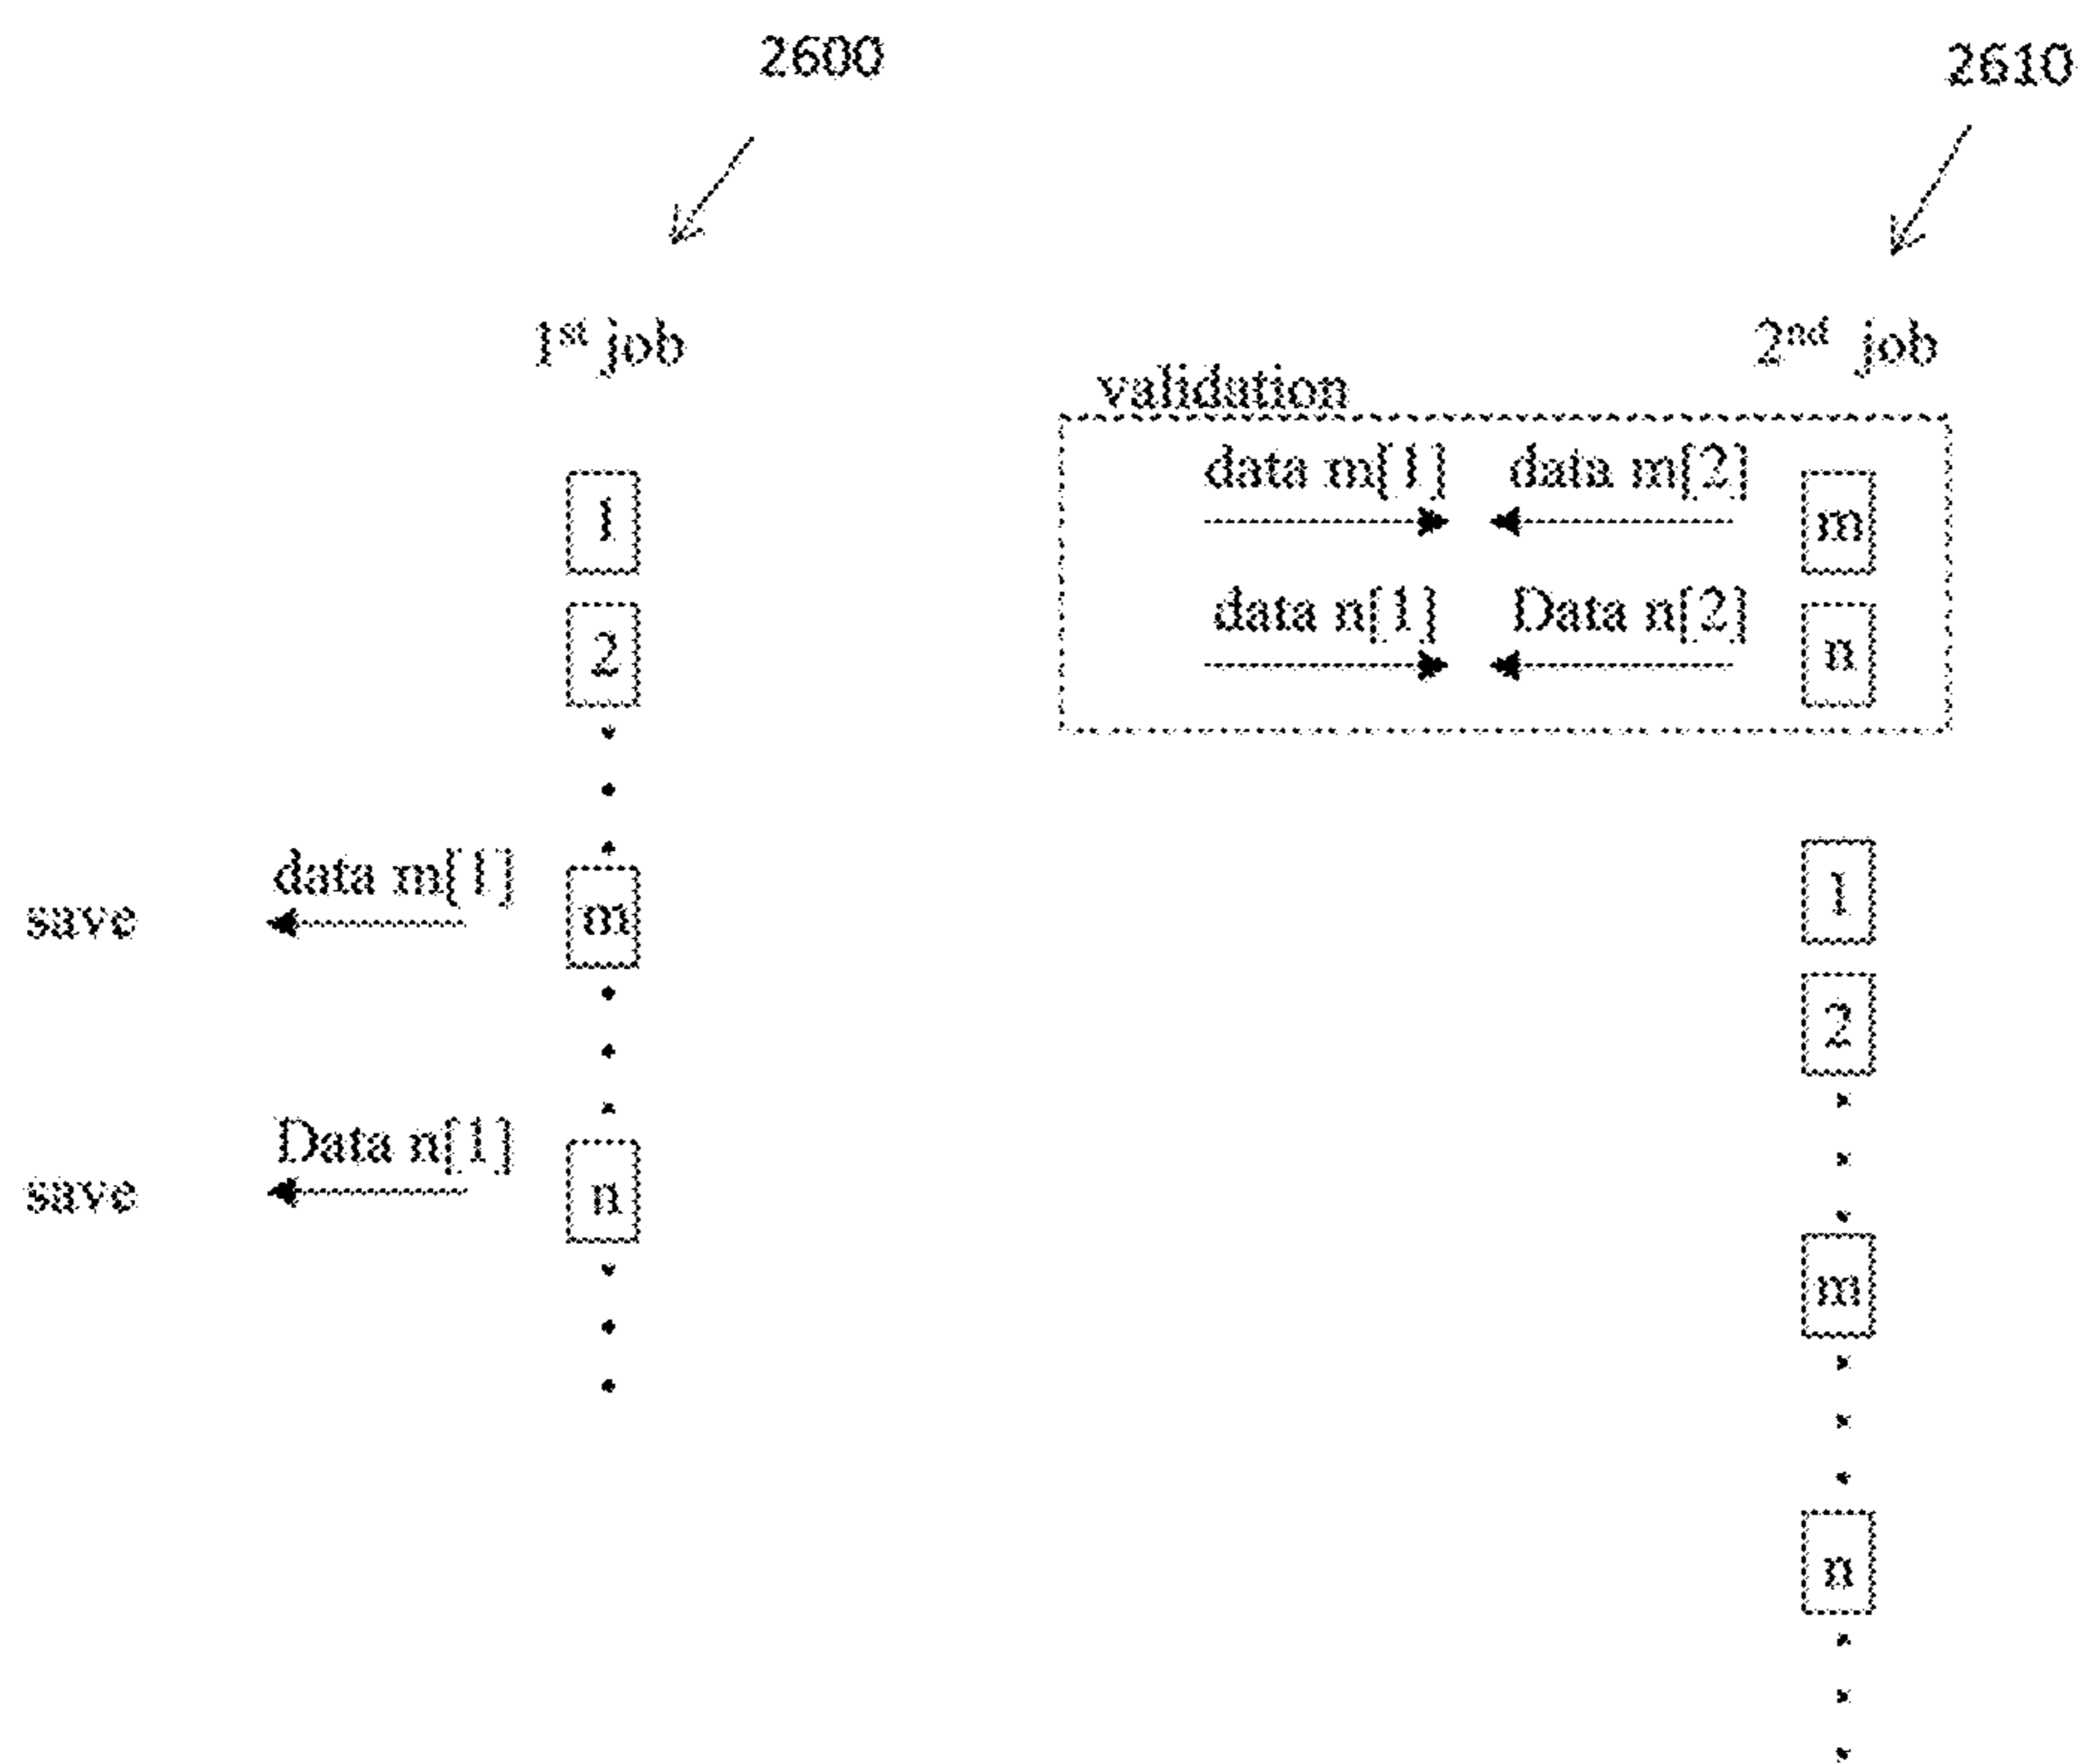 2600
2610
1st job
2nd job
validation
data m[1] data m[2]
1
m
data n[1] Data n[2]
2
n
data m[1]
save
m
1
2
Data n[1]
save
n
m
n